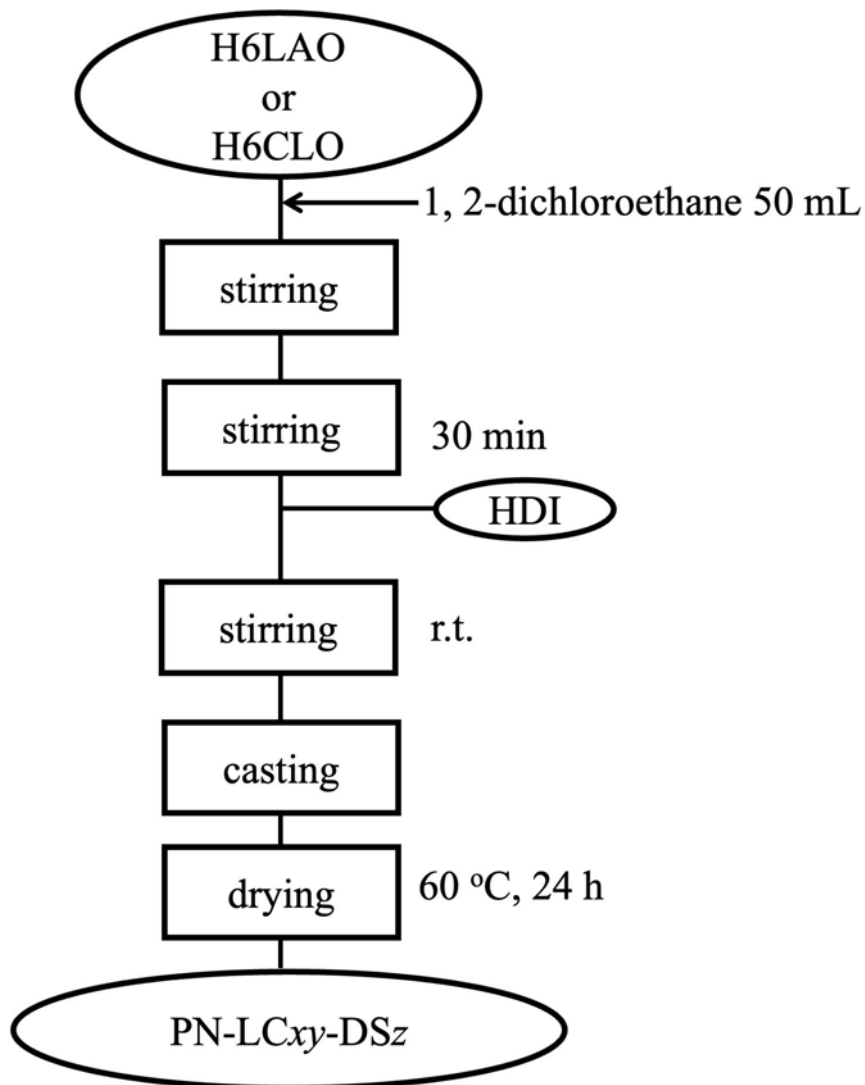 H6LAO
or
H6CLO
1, 2-dichloroethane 50 mL
stirring
stirring
30 min
HDI
stirring
r.t.
casting
drying
60 °C, 24 h
PN-LCxy-DSz